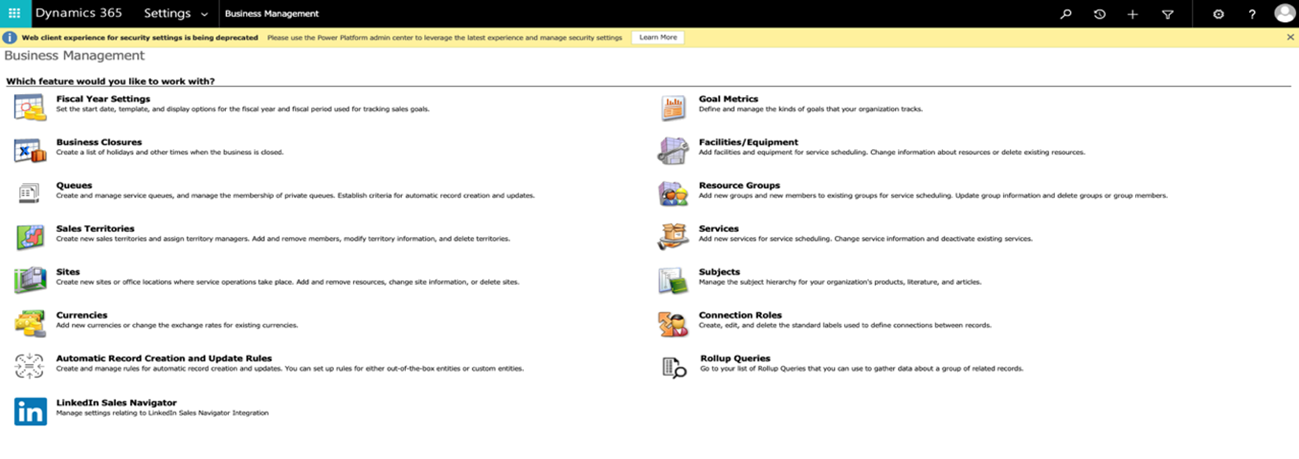 Dynamics 365 Settings Business Management
Web client experience for security settings is being deprecated Please use the Power Platform admin center to leverage the latest experience and manage security settings Learn More
Business Management
Which feature would you like to work with?
Fiscal Year Settings
Set the start date, template, and display options for the fiscal year and fiscal period used for tracking sales goals.
Goal Metrics
Define and manage the kinds of goals that your organization tracks.
Business Closures
Create a list of holidays and other times when the business is closed.
Facilities/Equipment
Add facilities and equipment for service scheduling. Change information about resources or delete existing resources.
Queues
Create and manage service queues, and manage the membership of private queues. Establish criteria for automatic record creation and updates.
Resource Groups
Add new groups and new members to existing groups for service scheduling. Update group information and delete groups or group members.
Sales Territories
Create new sales territories and assign territory managers. Add and remove members, modify territory information, and delete territories.
Services
Add new services for service scheduling. Change service information and deactivate existing services.
Sites
Create new sites or office locations where service operations take place. Add and remove resources, change site information, or delete sites.
Subjects
Manage the subject hierarchy for your organization's products, literature, and articles.
Currencies
Add new currencies or change the exchange rates for existing currencies.
Connection Roles
Create, edit, and delete the standard labels used to define connections between records.
Automatic Record Creation and Update Rules
Create and manage rules for automatic record creation and updates. You can set up rules for either out-of-the-box entities or custom entities.
Rollup Queries
Go to your list of Rollup Queries that you can use to gather data about a group of related records.
LinkedIn Sales Navigator
Manage settings relating to LinkedIn Sales Navigator Integration
in